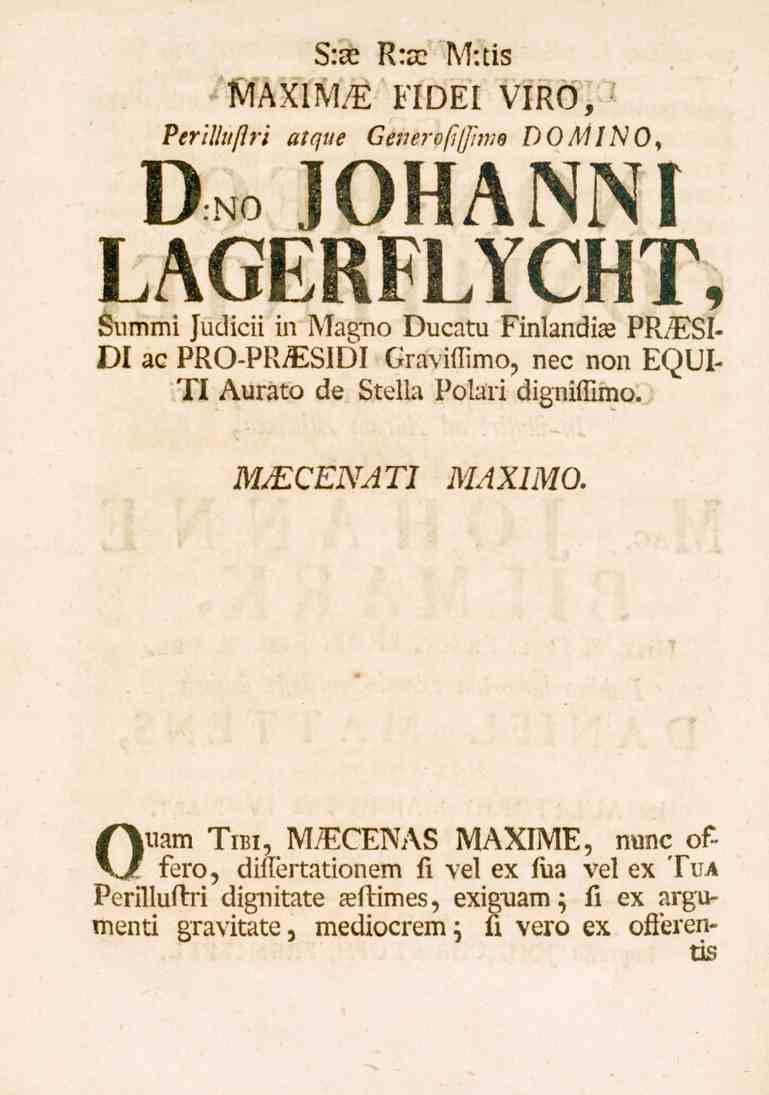 S:æ R:æ M:tis
MAXIMÆ FIDEI VIRO,
Perilluſtri atque Generoſiſſimo DOMINO,
D:NO JOHANNI
LAGERFLYCHT,
Summi Judicii in Magno Ducatu Finlandiæ PRÆSI-
DI ac PRO-PRÆSIDI Graviſſimo, nec non EQUI-
TI Aurato de Stella Polari digniſſimo.
MÆCENATI MAXIMO.
Quam TIBI, MÆCENAS MAXIME, nunc of-
fero, diſſertationem ſi vel ex ſua vel ex TUA
Perilluſtri dignitate æſtimes, exiguam; ſi ex argu-
menti gravitate, mediocrem; ſi vero ex offeren-
tis